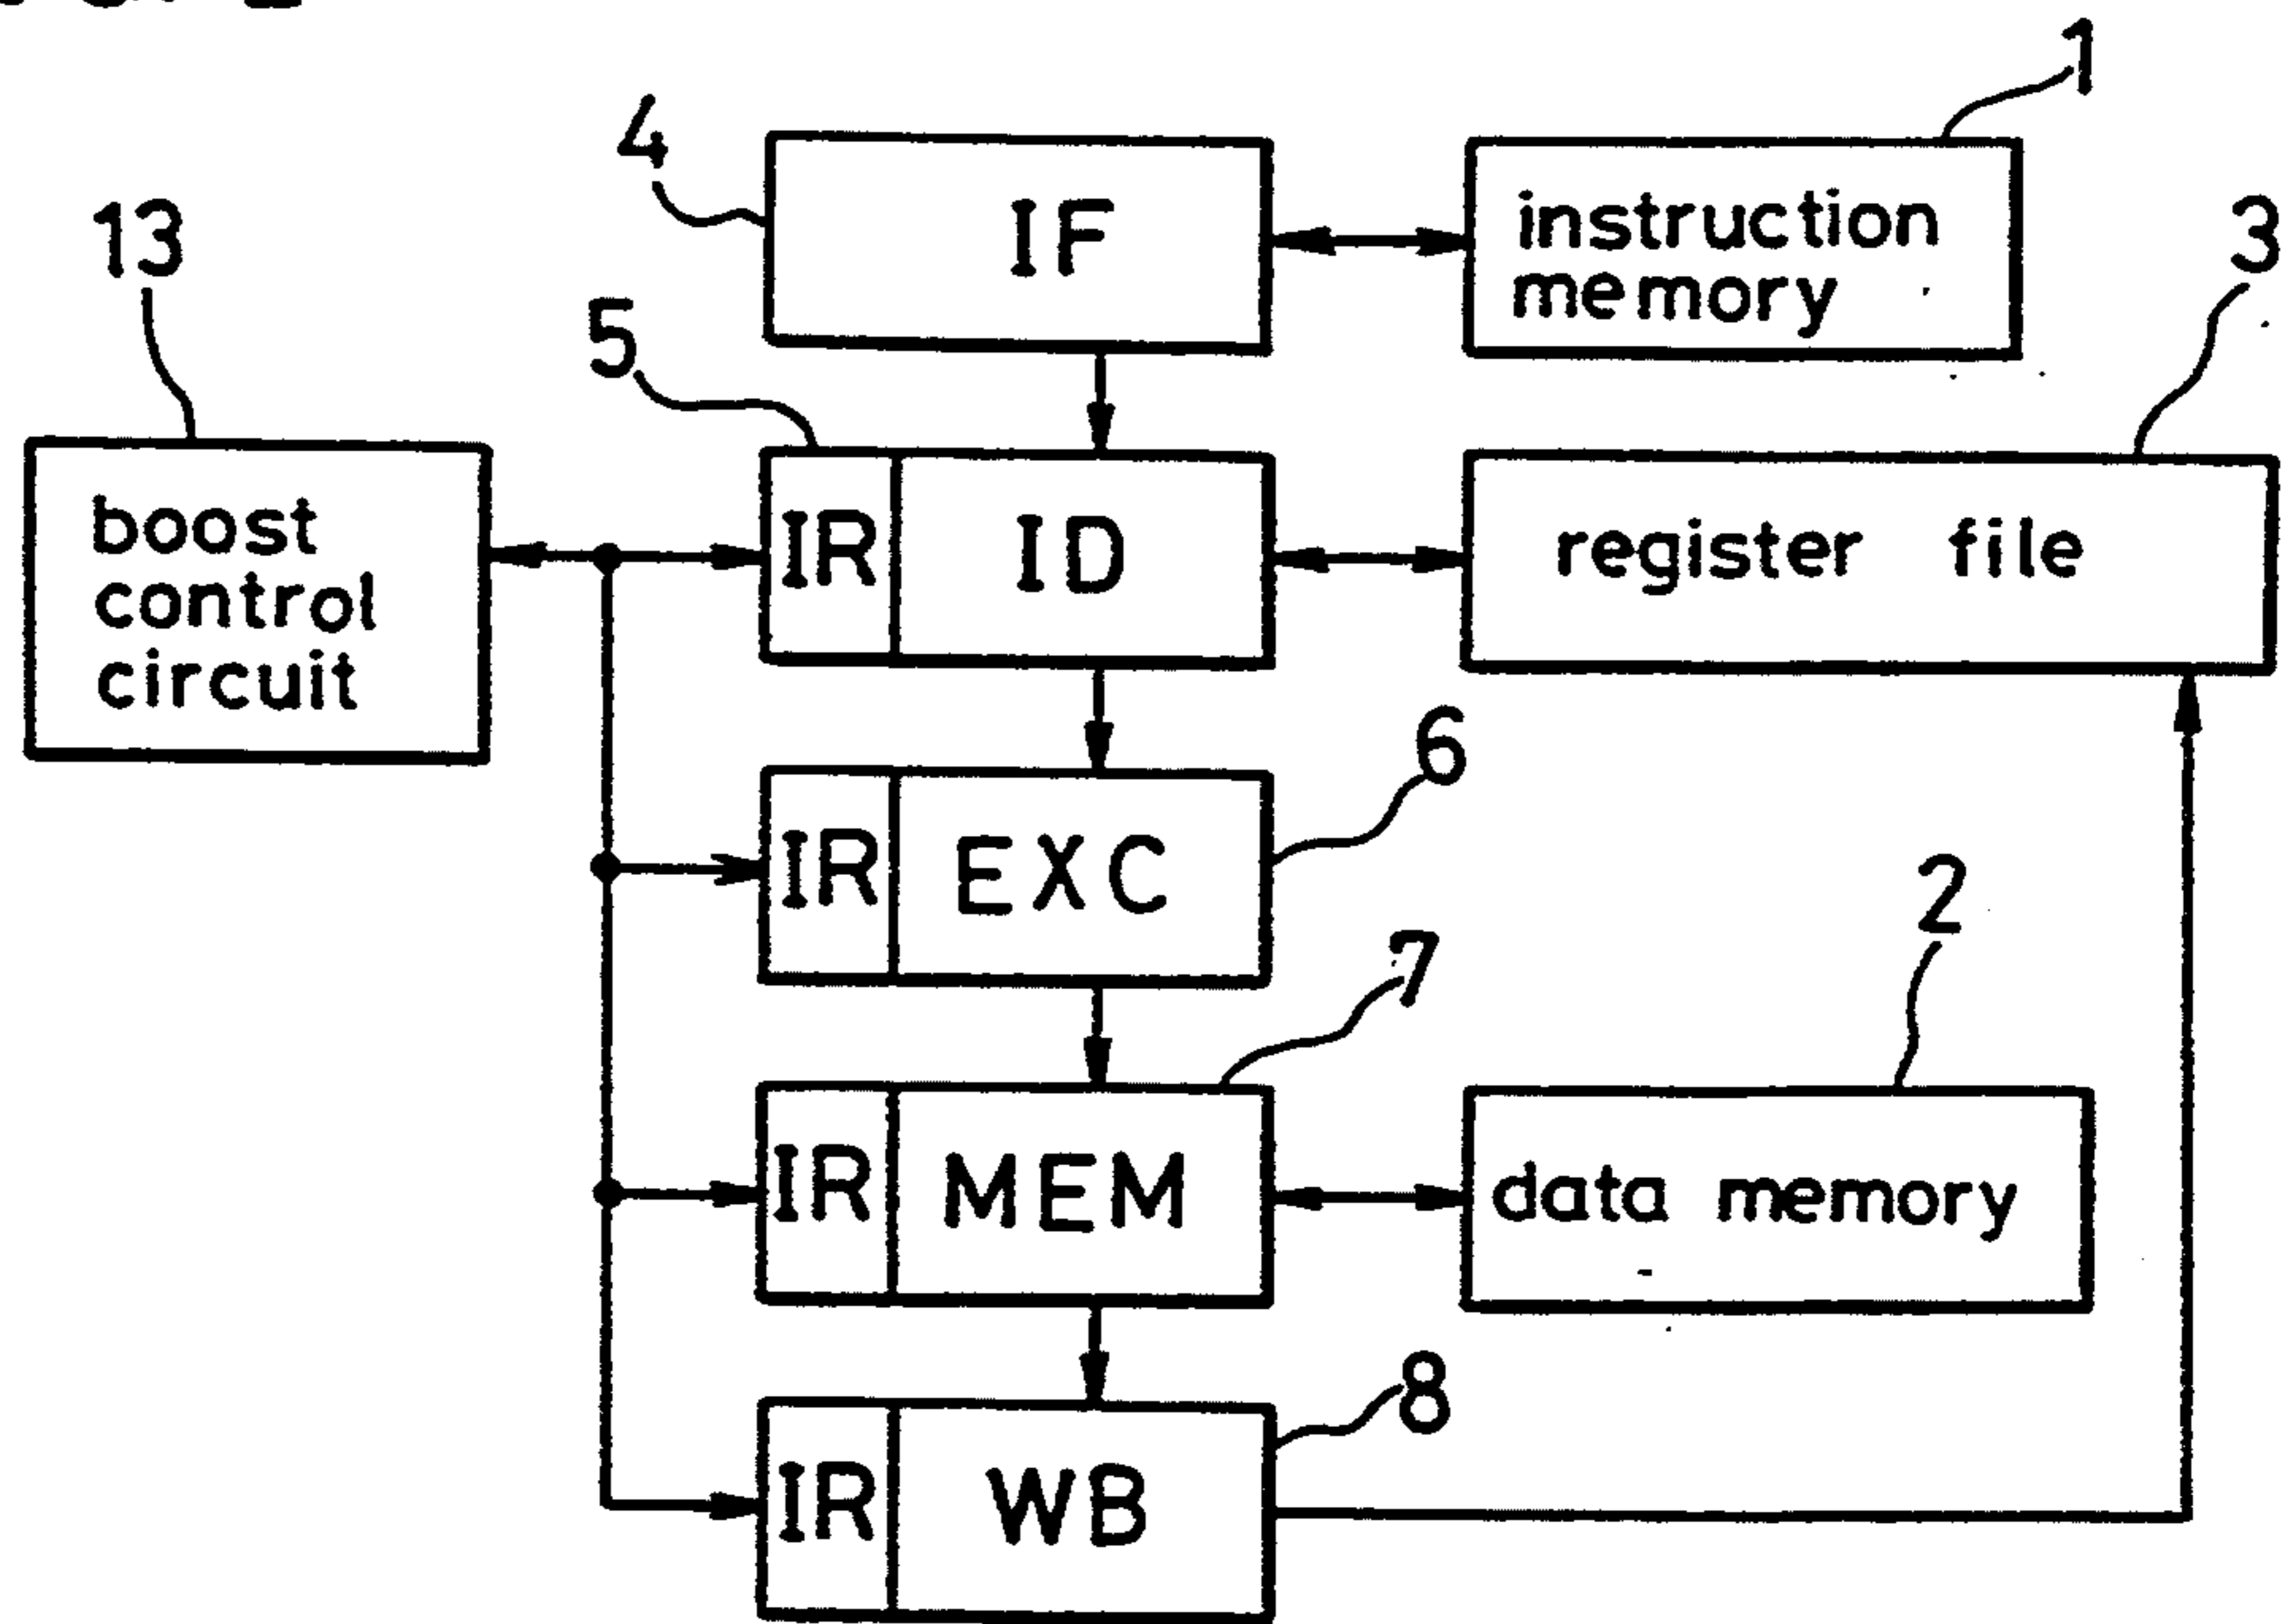 1
4
IF
instruction
memory
13
3
5
boost
control
circuit
IR
ID
register file
6
IR
EXC
2
7
IR
MEM
data memory
8
IR
WB